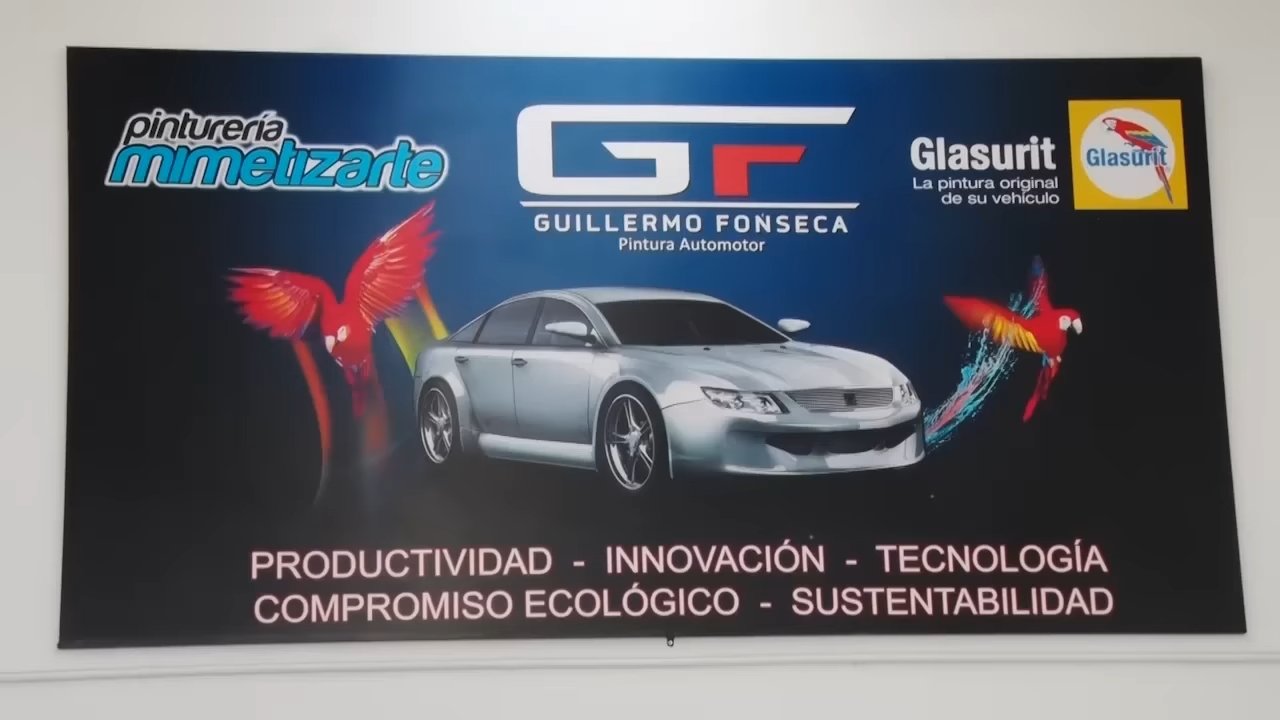 pinturería
mimetizarte
GF
GUILLERMO FONSECA
Pintura Automotor
Glasurit
La pintura original
de su vehículo
Glasurit
PRODUCTIVIDAD - INNOVACIÓN - TECNOLOGÍA
COMPROMISO ECOLÓGICO - SUSTENTABILIDAD